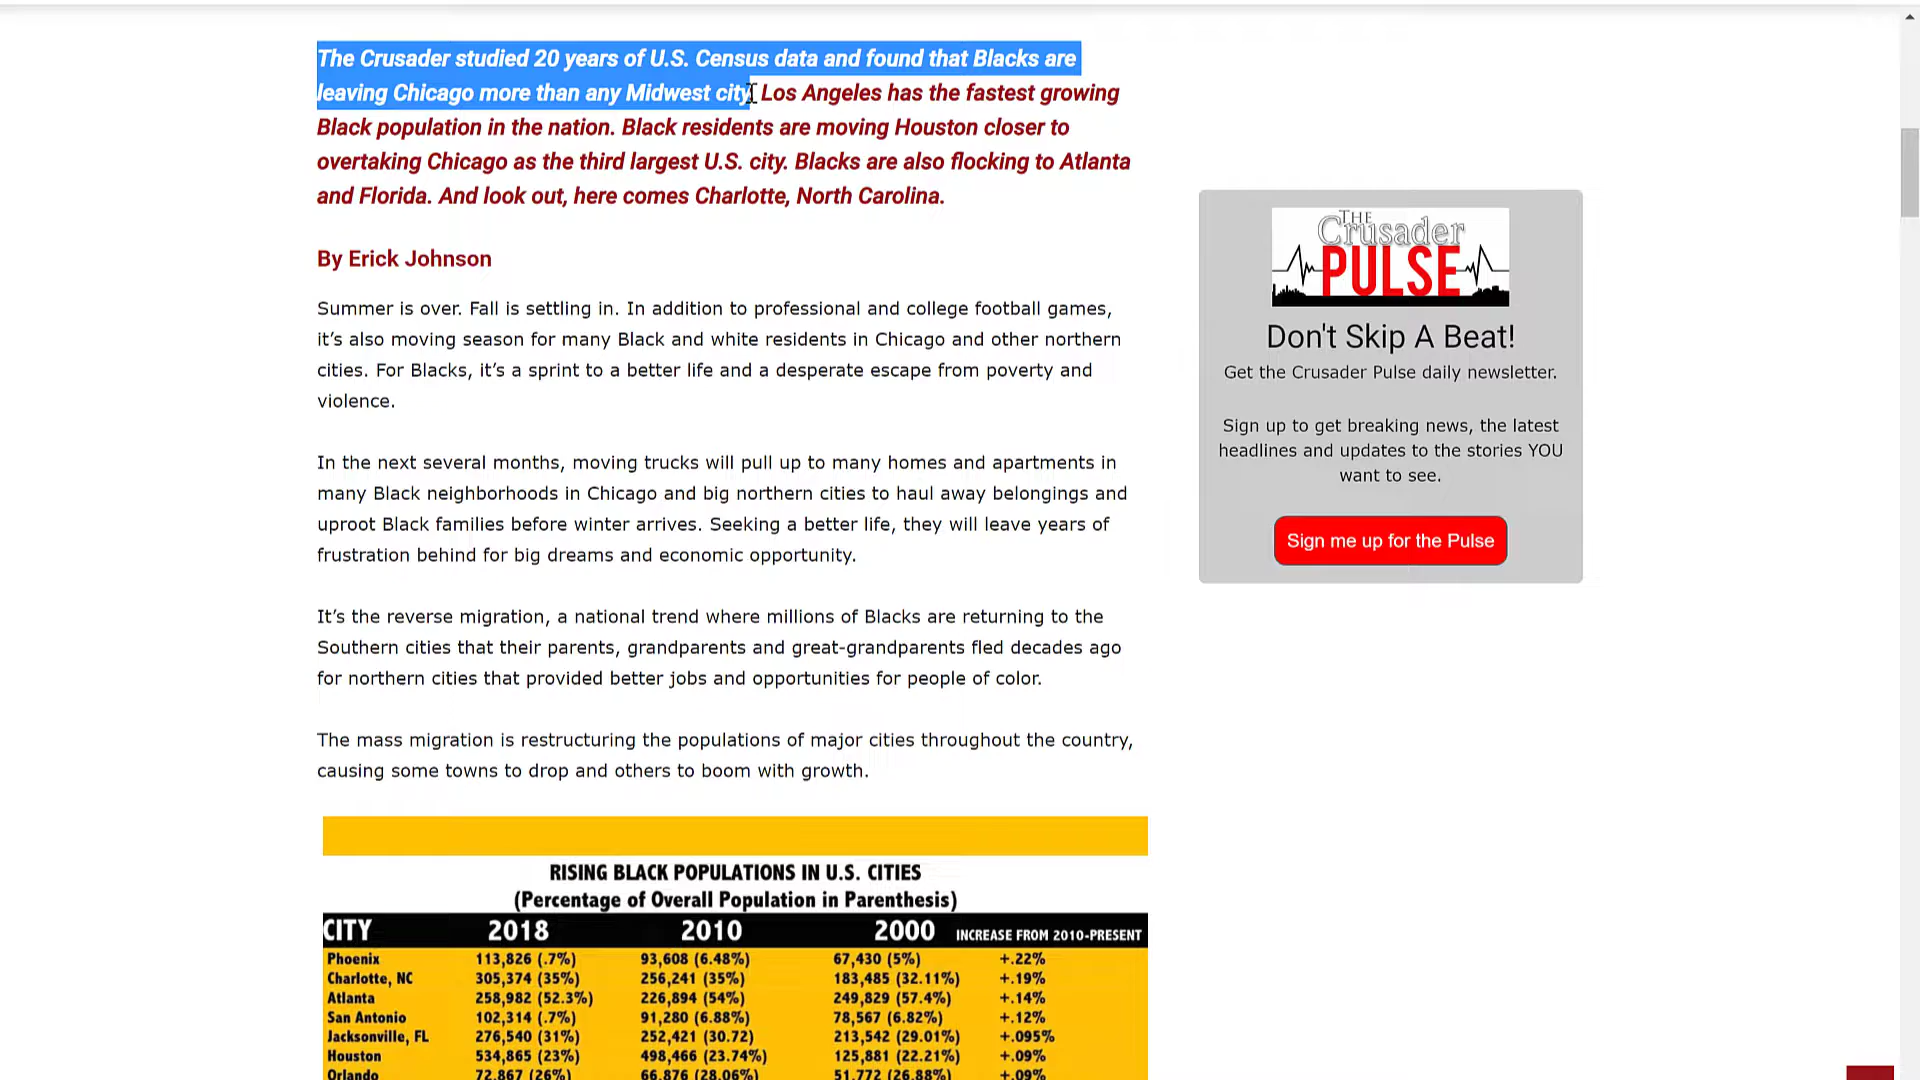 The Crusader studied 20 years of U.S. Census data and found that Blacks are
leaving Chicago more than any Midwest city. Los Angeles has the fastest growing
Black population in the nation. Black residents are moving Houston closer to
overtaking Chicago as the third largest U.S. city. Blacks are also flocking to Atlanta
and Florida. And look out, here comes Charlotte, North Carolina.
By Erick Johnson
Summer is over. Fall is settling in. In addition to professional and college football games,
it’s also moving season for many Black and white residents in Chicago and other northern
cities. For Blacks, it’s a sprint to a better life and a desperate escape from poverty and
violence.
In the next several months, moving trucks will pull up to many homes and apartments in
many Black neighborhoods in Chicago and big northern cities to haul away belongings and
uproot Black families before winter arrives. Seeking a better life, they will leave years of
frustration behind for big dreams and economic opportunity.
It’s the reverse migration, a national trend where millions of Blacks are returning to the
Southern cities that their parents, grandparents and great-grandparents fled decades ago
for northern cities that provided better jobs and opportunities for people of color.
The mass migration is restructuring the populations of major cities throughout the country,
causing some towns to drop and others to boom with growth.
RISING BLACK POPULATIONS IN U.S. CITIES
(Percentage of Overall Population in Parenthesis)
CITY 2018 2010 2000 INCREASE FROM 2010-PRESENT
Phoenix 113,826 (.7%) 93,608 (6.48%) 67,430 (5%) +.22%
Charlotte, NC 305,374 (35%) 256,241 (35%) 183,485 (32.11%) +.19%
Atlanta 258,982 (52.3%) 226,894 (54%) 249,829 (57.4%) +.14%
San Antonio 102,314 (.7%) 91,280 (6.88%) 78,567 (6.82%) +.12%
Jacksonville, FL 276,540 (31%) 252,421 (30.72) 213,542 (29.01%) +.095%
Houston 534,865 (23%) 498,466 (23.74%) 125,881 (22.21%) +.09%
Orlando 72,867 (26%) 66,876 (28.06%) 51,772 (26.88%) +.09%
THE
Crusader
PULSE
Don't Skip A Beat!
Get the Crusader Pulse daily newsletter.
Sign up to get breaking news, the latest
headlines and updates to the stories YOU
want to see.
Sign me up for the Pulse